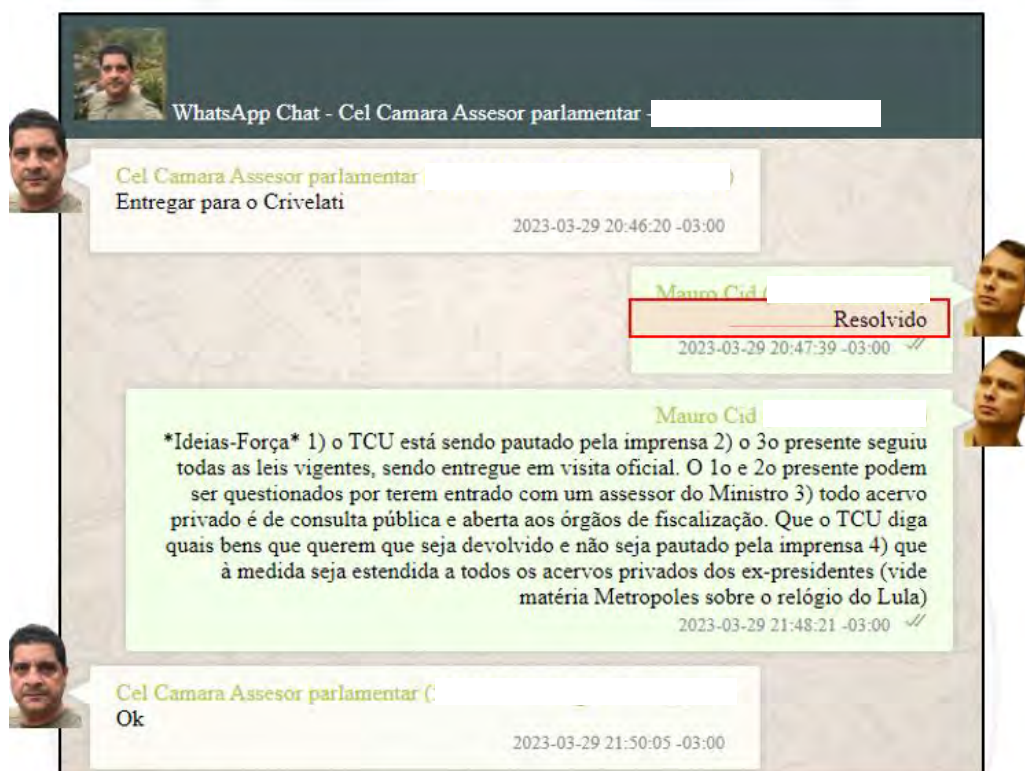 WhatsApp Chat - Cel Camara Assesor parlamentar -
Cel Camara Assesor parlamentar )
Entregar para o Crivelati
2023-03-29 20:46:20 -03:00
Mauro Cid (
Resolvido
2023-03-29 20:47:39 -03:00
Mauro Cid
*Ideias-Força* 1) o TCU está sendo pautado pela imprensa 2) o 3o presente seguiu
todas as leis vigentes, sendo entregue em visita oficial. O 1o e 2o presente podem
ser questionados por terem entrado com um assessor do Ministro 3) todo acervo
privado é de consulta pública e aberta aos órgãos de fiscalização. Que o TCU diga
quais bens que querem que seja devolvido e não seja pautado pela imprensa 4) que
à medida seja estendida a todos os acervos privados dos ex-presidentes (vide
matéria Metropoles sobre o relógio do Lula)
2023-03-29 21:48:21 -03:00
Cel Camara Assesor parlamentar (
Ok
2023-03-29 21:50:05 -03:00